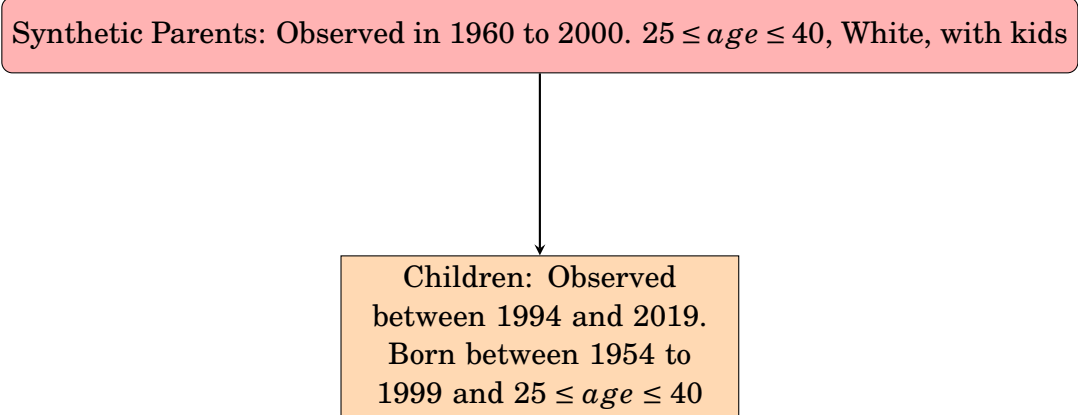 Synthetic Parents: Observed in 1960 to 2000. 25 ≤ age ≤ 40, White, with kids
Children: Observed
between 1994 and 2019.
Born between 1954 to
1999 and 25 ≤ age ≤ 40